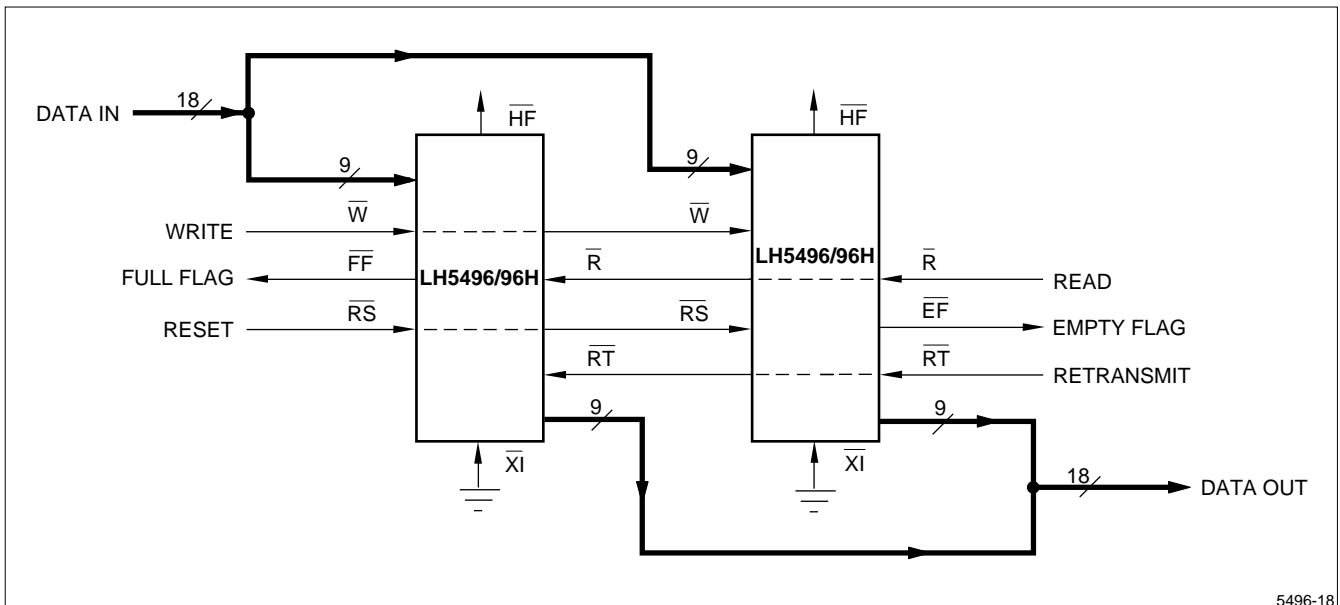 HF
HF
18
DATA IN
9
9
W
W
WRITE
LH5496/96H
FF
R
R
FULL FLAG
LH5496/96H
READ
RS
RS
EF
RESET
EMPTY FLAG
RT
RT
RETRANSMIT
9
9
XI
XI
18
DATA OUT
5496-18